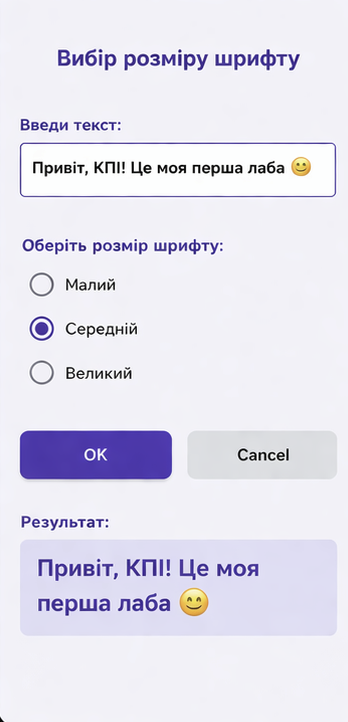 Вибір розміру шрифту
Введи текст:
Привіт, КПІ! Це моя перша лаба 😊
Оберіть розмір шрифту:
Малий
Середній
Великий
OK
Cancel
Результат:
Привіт, КПІ! Це моя
перша лаба 😊